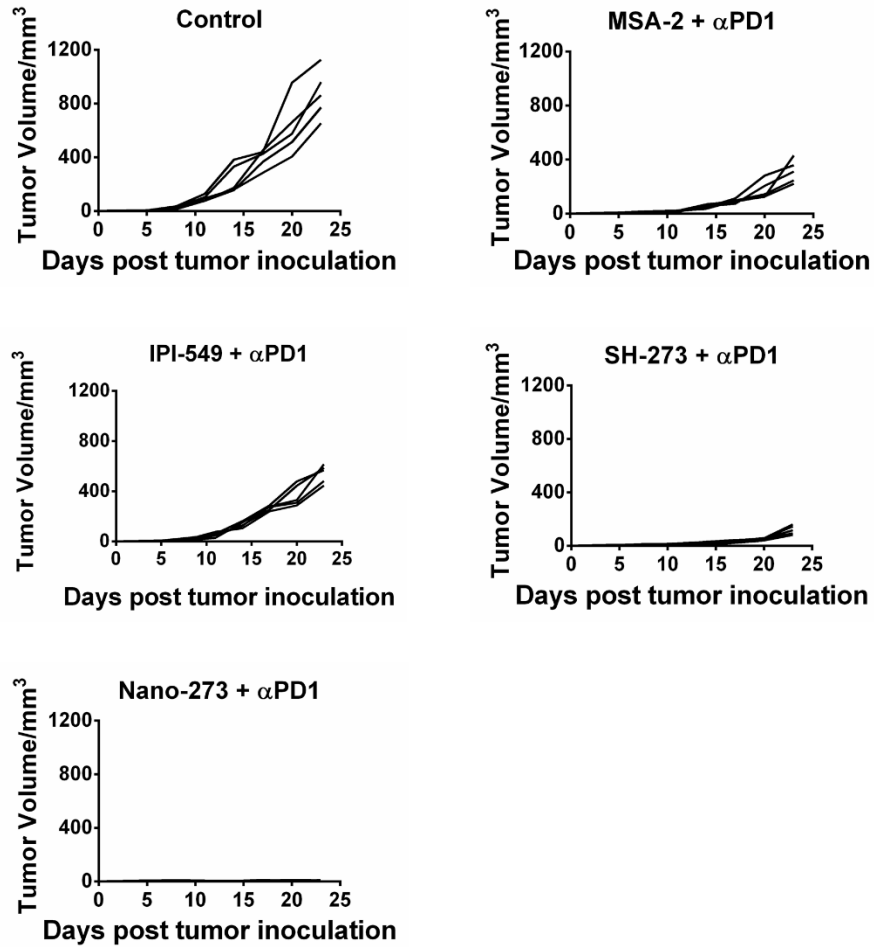 Control
Tumor Volume/mm³
1200
800
400
0
0 5 10 15 20 25
Days post tumor inoculation
MSA-2 + αPD1
Tumor Volume/mm³
1200
800
400
0
0 5 10 15 20 25
Days post tumor inoculation
IPI-549 + αPD1
Tumor Volume/mm³
1200
800
400
0
0 5 10 15 20 25
Days post tumor inoculation
SH-273 + αPD1
Tumor Volume/mm³
1200
800
400
0
0 5 10 15 20 25
Days post tumor inoculation
Nano-273 + αPD1
Tumor Volume/mm³
1200
800
400
0
0 5 10 15 20 25
Days post tumor inoculation